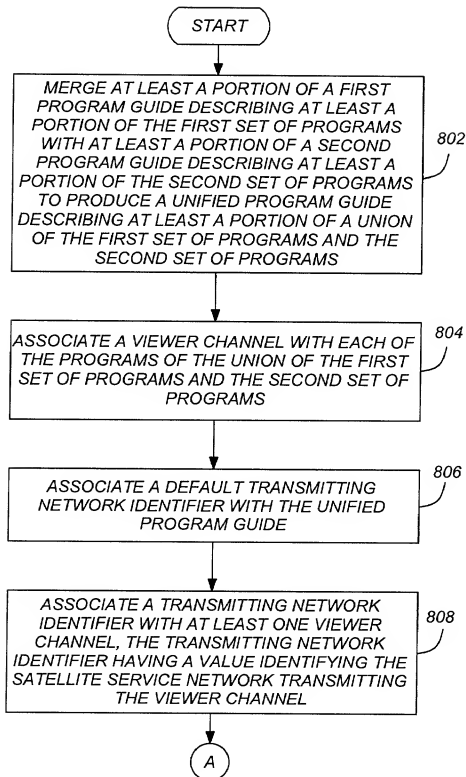 START
MERGE AT LEAST A PORTION OF A FIRST
PROGRAM GUIDE DESCRIBING AT LEAST A
PORTION OF THE FIRST SET OF PROGRAMS
WITH AT LEAST A PORTION OF A SECOND
PROGRAM GUIDE DESCRIBING AT LEAST A
PORTION OF THE SECOND SET OF PROGRAMS
TO PRODUCE A UNIFIED PROGRAM GUIDE
DESCRIBING AT LEAST A PORTION OF A UNION
OF THE FIRST SET OF PROGRAMS AND THE
SECOND SET OF PROGRAMS
802
ASSOCIATE A VIEWER CHANNEL WITH EACH OF
THE PROGRAMS OF THE UNION OF THE FIRST
SET OF PROGRAMS AND THE SECOND SET OF
PROGRAMS
804
ASSOCIATE A DEFAULT TRANSMITTING
NETWORK IDENTIFIER WITH THE UNIFIED
PROGRAM GUIDE
806
ASSOCIATE A TRANSMITTING NETWORK
IDENTIFIER WITH AT LEAST ONE VIEWER
CHANNEL, THE TRANSMITTING NETWORK
IDENTIFIER HAVING A VALUE IDENTIFYING THE
SATELLITE SERVICE NETWORK TRANSMITTING
THE VIEWER CHANNEL
808
A